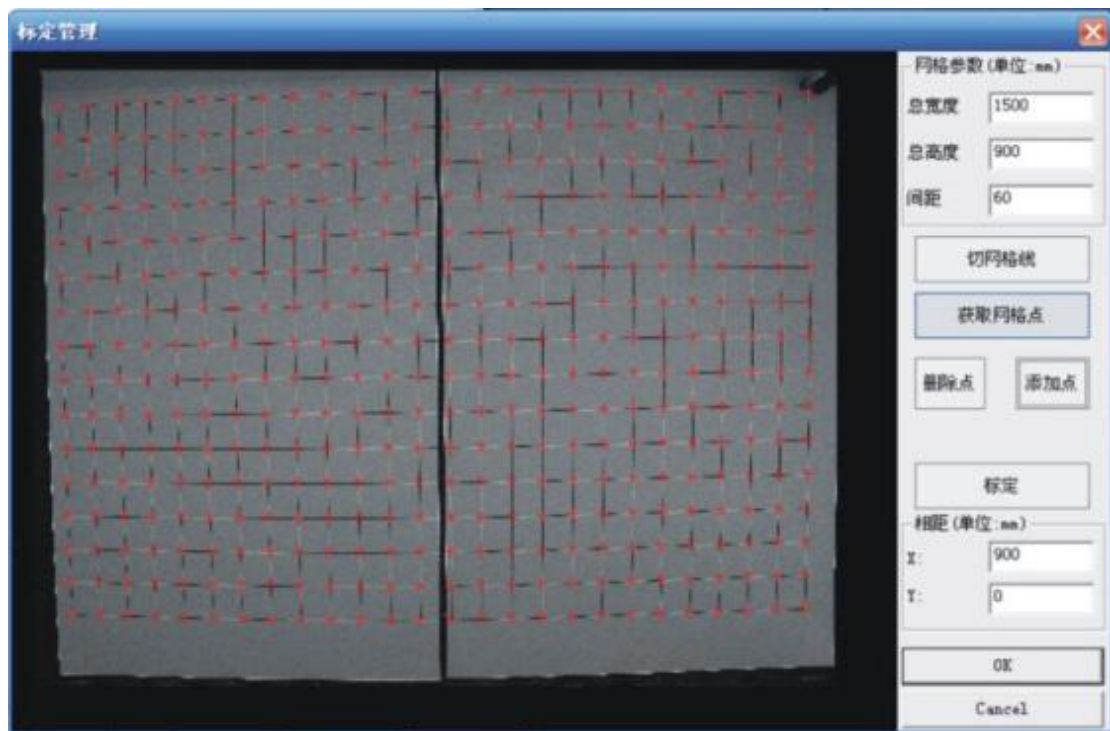 标定管理
网格参数(单位:mm)
总宽度 1500
总高度 900
间距 60
切网格线
获取网格点
删除点 添加点
标定
相距(单位:mm)
X: 900
Y: 0
OK
Cancel